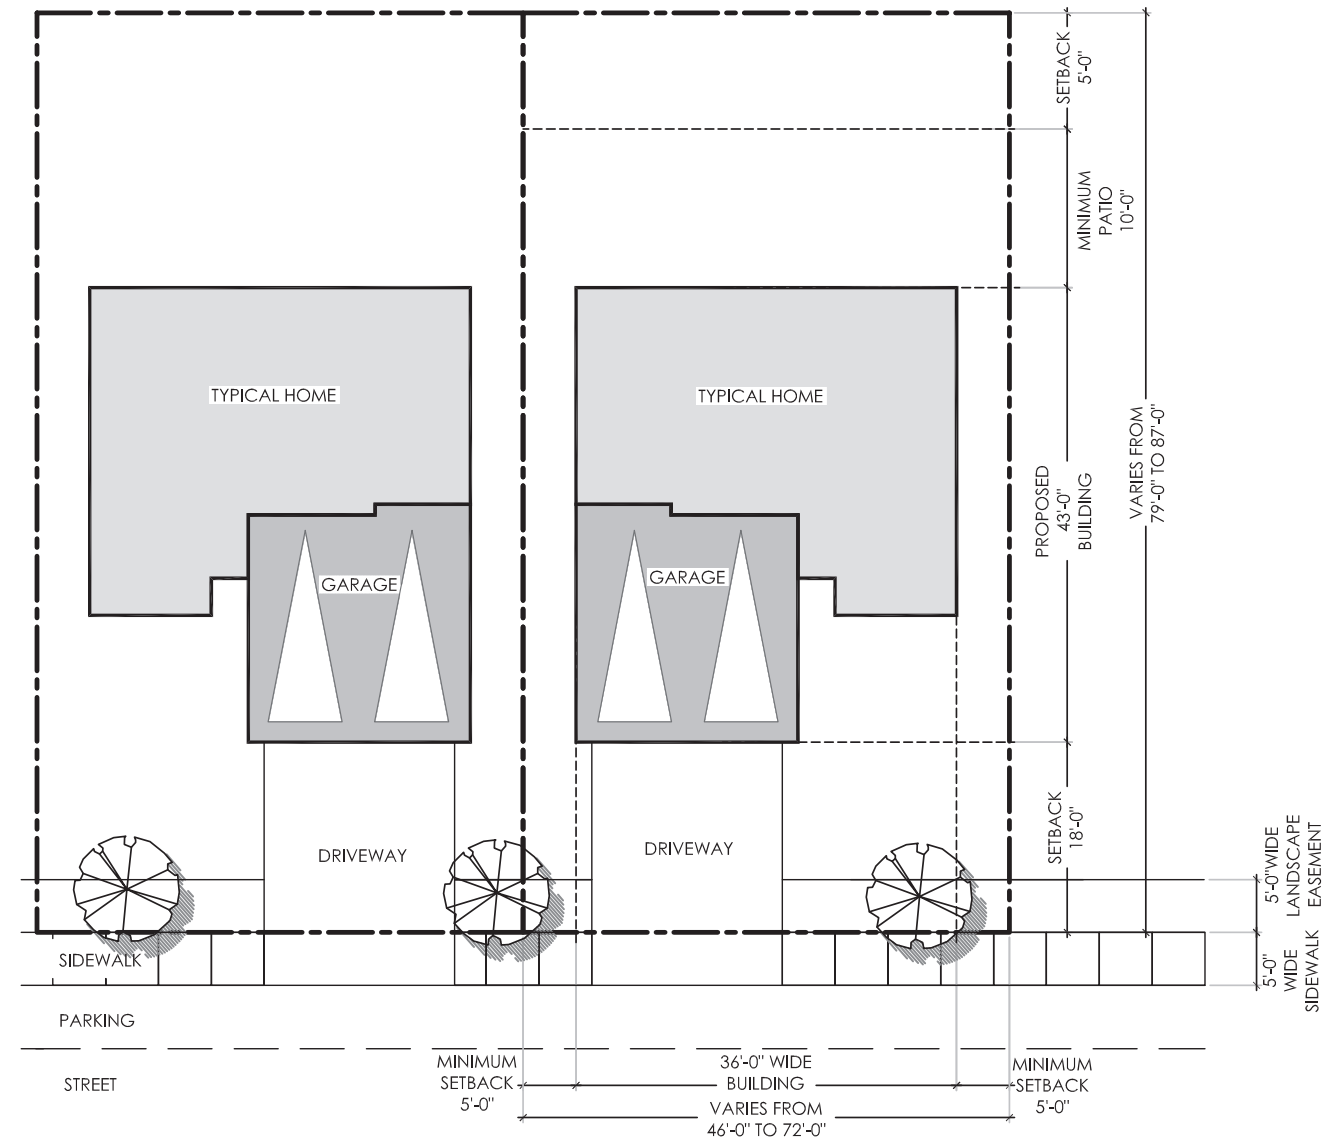 SETBACK
5'-0"
MINIMUM
PATIO
10'-0"
TYPICAL HOME
TYPICAL HOME
VARIES FROM
79'-0" TO 87'-0"
PROPOSED
43'-0"
BUILDING
GARAGE
GARAGE
SETBACK
18'-0"
DRIVEWAY
DRIVEWAY
5'-0"WIDE
LANDSCAPE
EASEMENT
SIDEWALK
5'-0"
WIDE
SIDEWALK
PARKING
STREET
MINIMUM
SETBACK
5'-0"
36'-0" WIDE
BUILDING
MINIMUM
SETBACK
5'-0"
VARIES FROM
46'-0" TO 72'-0"